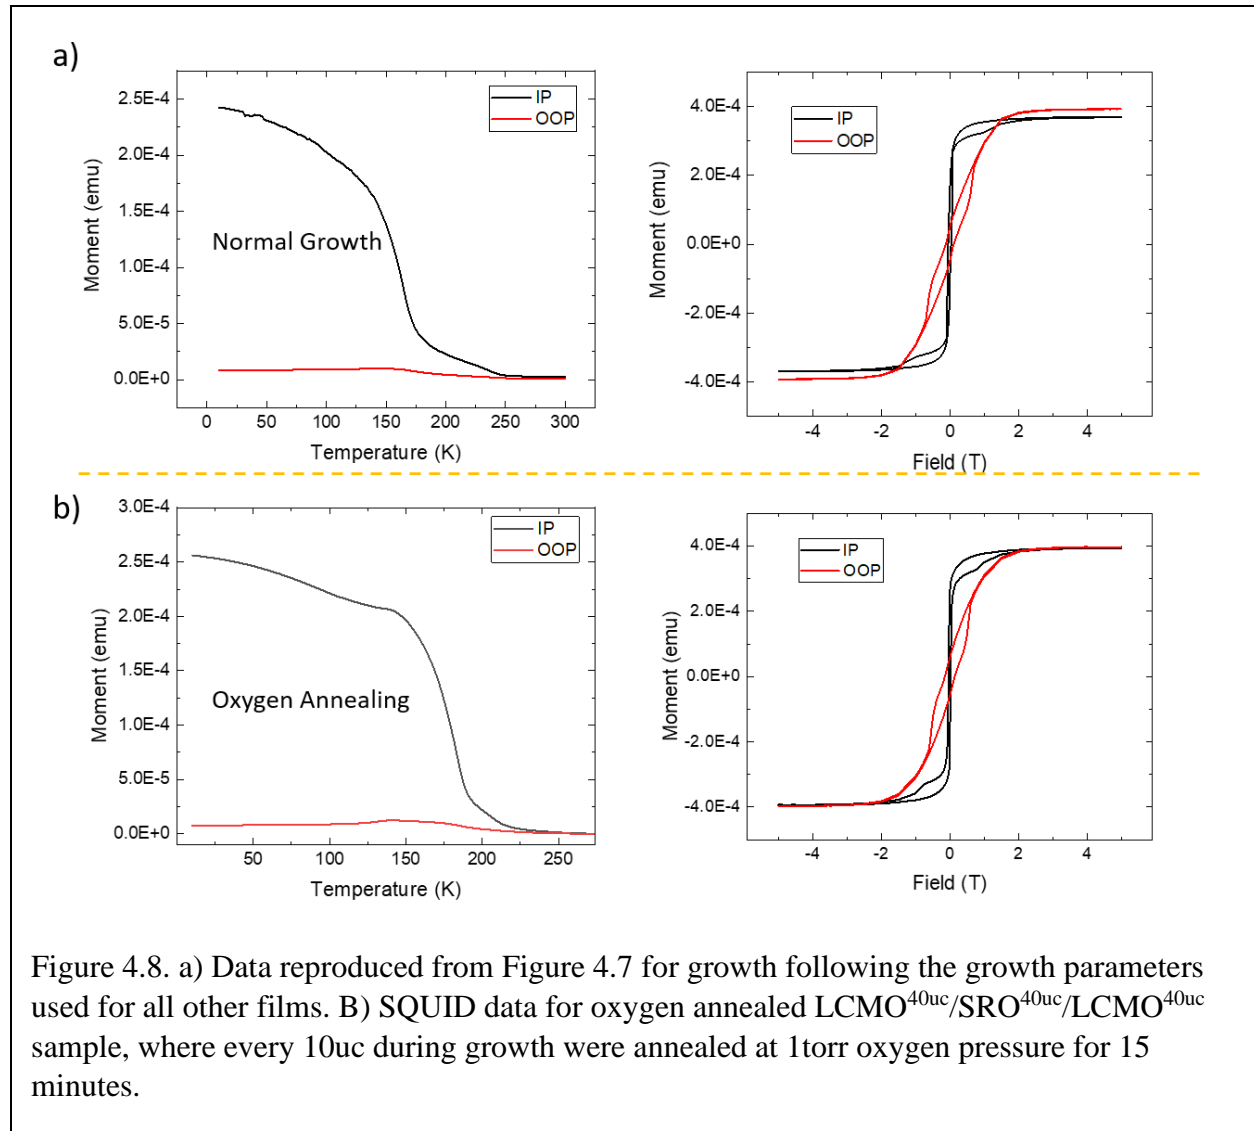 a)
2.5E-4
2.0E-4
1.5E-4
1.0E-4
5.0E-5
0.0E+0
Moment (emu)
IP
OOP
Normal Growth
0 50 100 150 200 250 300
Temperature (K)
4.0E-4
2.0E-4
0.0E+0
-2.0E-4
-4.0E-4
Moment (emu)
IP
OOP
-4 -2 0 2 4
Field (T)
b)
3.0E-4
2.5E-4
2.0E-4
1.5E-4
1.0E-4
5.0E-5
0.0E+0
Moment (emu)
IP
OOP
Oxygen Annealing
50 100 150 200 250
Temperature (K)
4.0E-4
2.0E-4
0.0E+0
-2.0E-4
-4.0E-4
Moment (emu)
IP
OOP
-4 -2 0 2 4
Field (T)
Figure 4.8. a) Data reproduced from Figure 4.7 for growth following the growth parameters
used for all other films. B) SQUID data for oxygen annealed LCMO^40uc/SRO^40uc/LCMO^40uc
sample, where every 10uc during growth were annealed at 1torr oxygen pressure for 15
minutes.